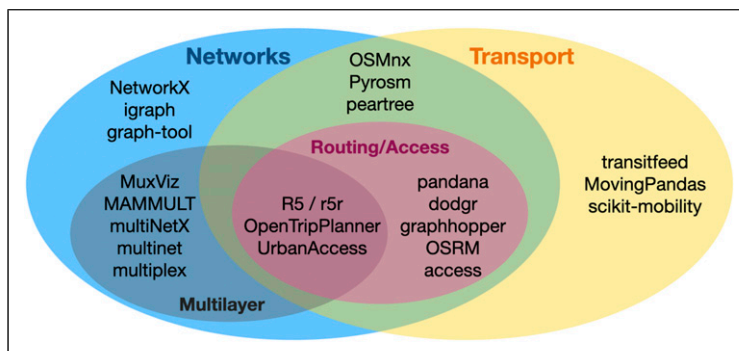 Networks
Transport
NetworkX
igraph
graph-tool
OSMnx
Pyrosm
peartree
Routing/Access
MuxViz
MAMMULT
multiNetX
multinet
multiplex
R5 / r5r
OpenTripPlanner
UrbanAccess
pandana
dodgr
graphhopper
OSRM
access
transitfeed
MovingPandas
scikit-mobility
Multilayer